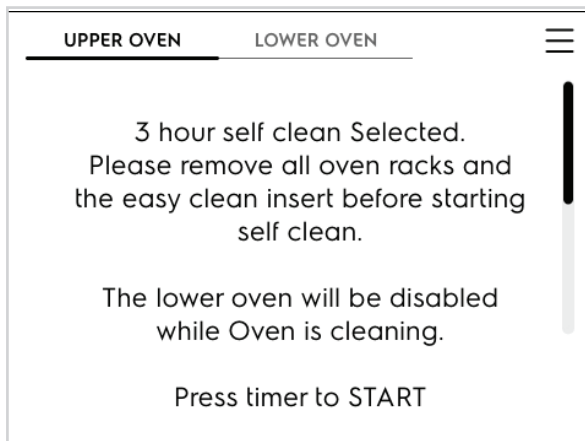 UPPER OVEN LOWER OVEN
3 hour self clean Selected.
Please remove all oven racks and
the easy clean insert before starting
self clean.
The lower oven will be disabled
while Oven is cleaning.
Press timer to START